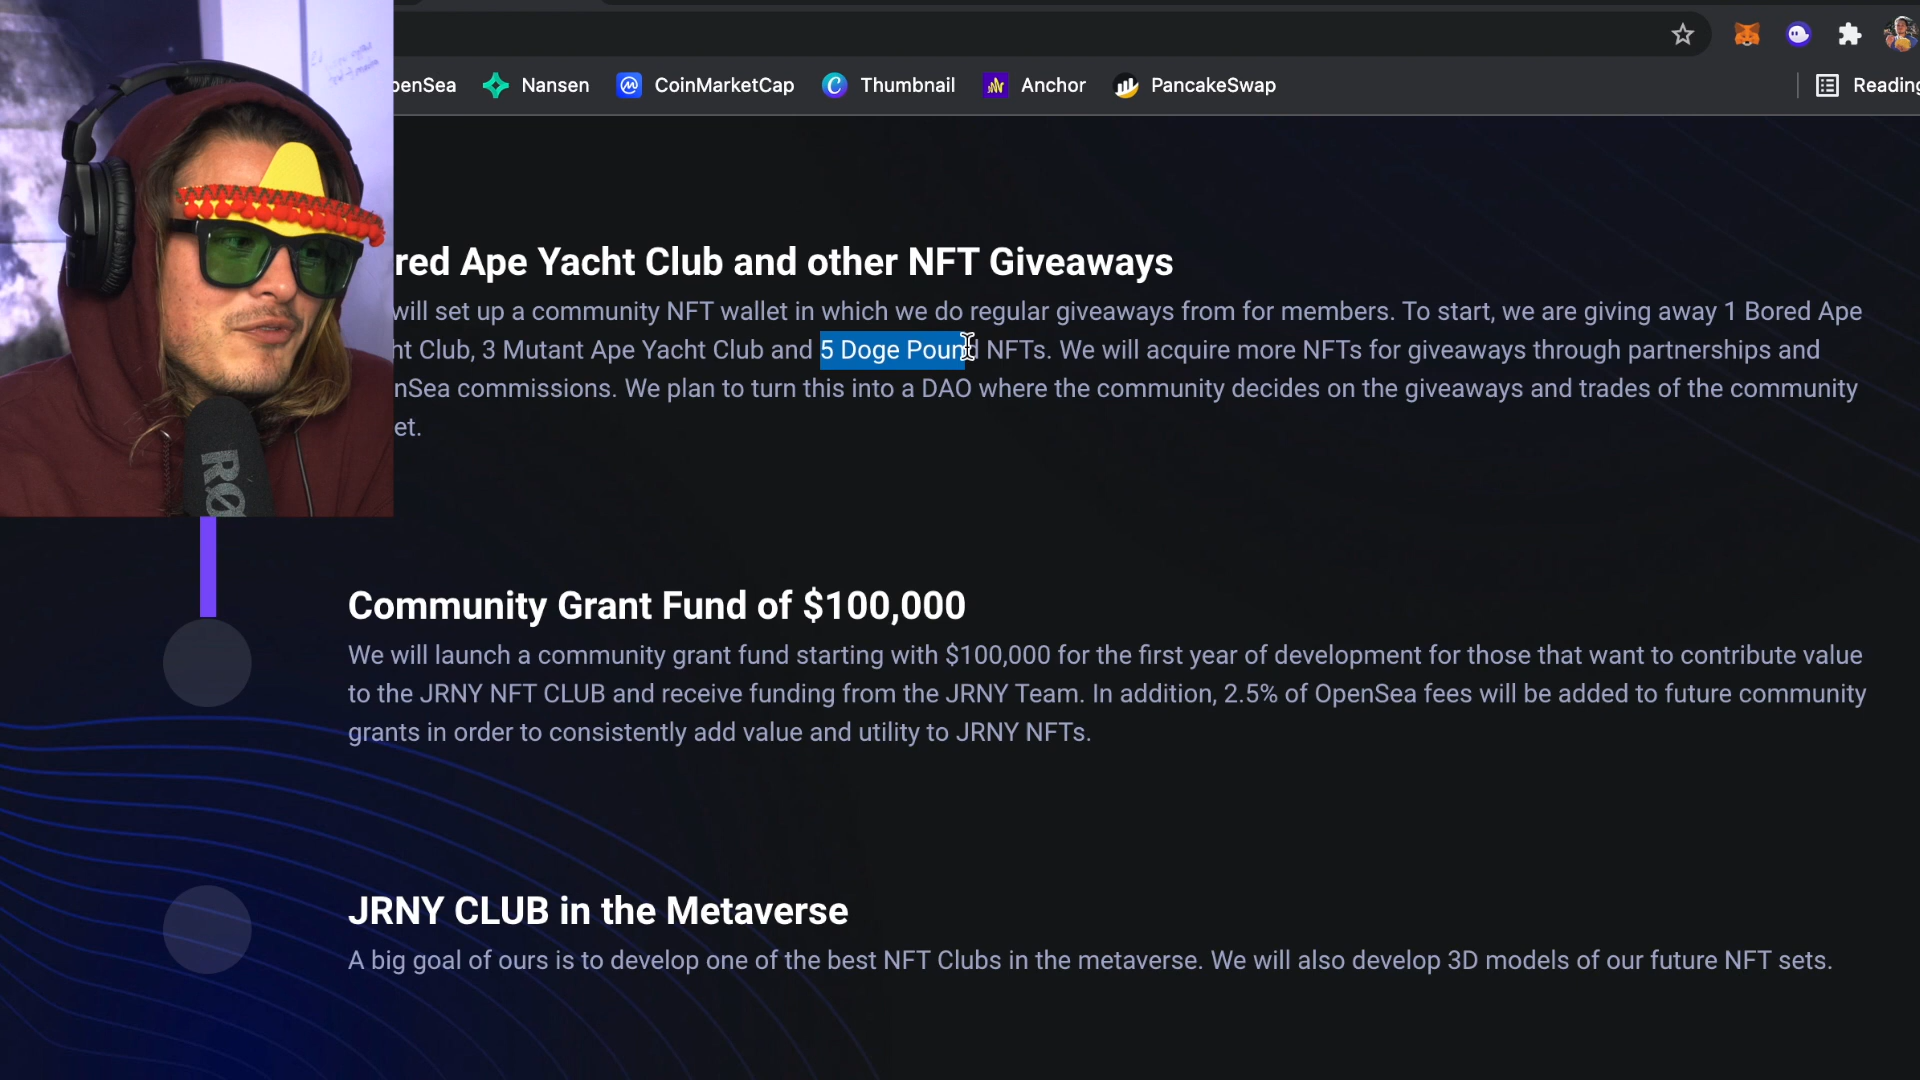 penSea Nansen CoinMarketCap Thumbnail Anchor PancakeSwap Reading
red Ape Yacht Club and other NFT Giveaways
will set up a community NFT wallet in which we do regular giveaways from for members. To start, we are giving away 1 Bored Ape
ht Club, 3 Mutant Ape Yacht Club and 5 Doge Pound NFTs. We will acquire more NFTs for giveaways through partnerships and
nSea commissions. We plan to turn this into a DAO where the community decides on the giveaways and trades of the community
et.
RØ
Community Grant Fund of $100,000
We will launch a community grant fund starting with $100,000 for the first year of development for those that want to contribute value
to the JRNY NFT CLUB and receive funding from the JRNY Team. In addition, 2.5% of OpenSea fees will be added to future community
grants in order to consistently add value and utility to JRNY NFTs.
JRNY CLUB in the Metaverse
A big goal of ours is to develop one of the best NFT Clubs in the metaverse. We will also develop 3D models of our future NFT sets.